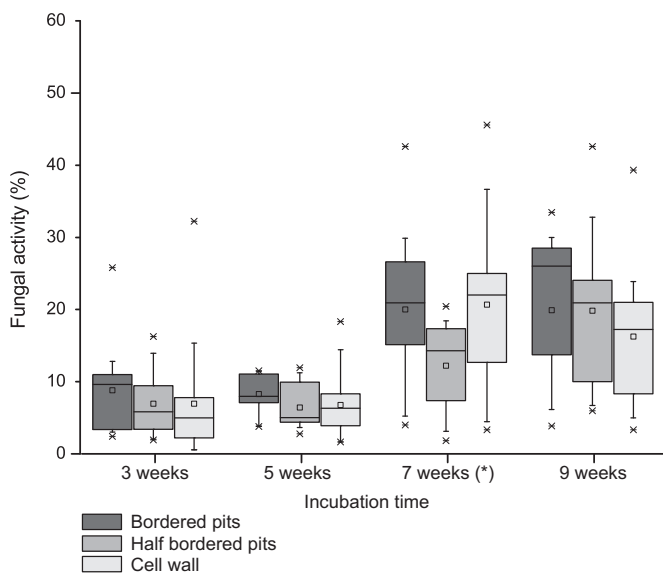 60
50
40
30
20
10
0
Fungal activity (%)
3 weeks
5 weeks
7 weeks (*)
9 weeks
Incubation time
Bordered pits
Half bordered pits
Cell wall